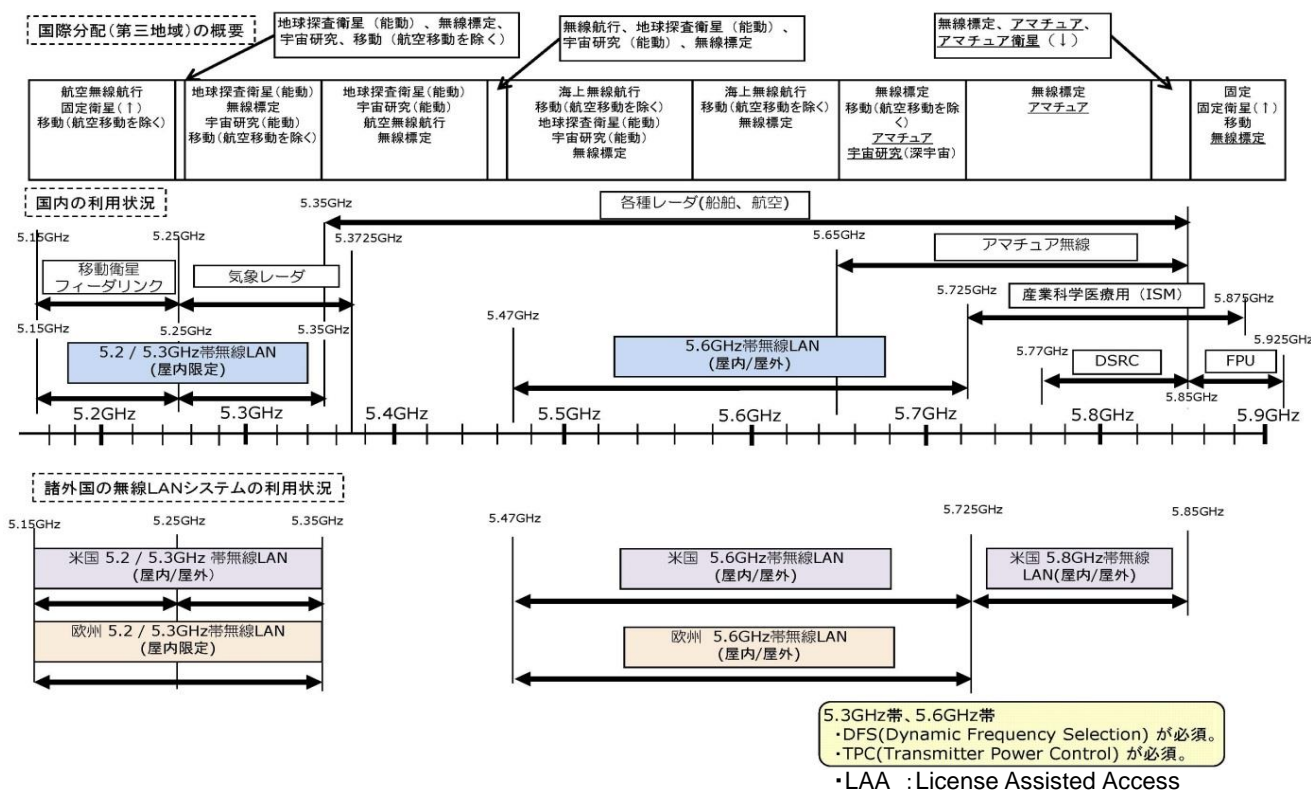 国際分配(第三地域)の概要
地球探査衛星(能動)、無線標定、
宇宙研究、移動(航空移動を除く)
無線航行、地球探査衛星(能動)、
宇宙研究(能動)、無線標定
無線標定、アマチュア、
アマチュア衛星(↓)
航空無線航行
固定衛星(↑)
移動(航空移動を除く)
地球探査衛星(能動)
無線標定
宇宙研究(能動)
移動(航空移動を除く)
地球探査衛星(能動)
宇宙研究(能動)
航空無線航行
無線標定
海上無線航行
移動(航空移動を除く)
地球探査衛星(能動)
宇宙研究(能動)
無線標定
海上無線航行
移動(航空移動を除く)
無線標定
無線標定
移動(航空移動を除
く)
アマチュア
宇宙研究(深宇宙)
無線標定
アマチュア
固定
固定衛星(↑)
移動
無線標定
国内の利用状況
5.35GHz
各種レーダ(船舶、航空)
5.15GHz
5.25GHz
5.3725GHz
5.65GHz
アマチュア無線
移動衛星
フィーダリンク
気象レーダ
5.725GHz
産業科学医療用(ISM)
5.875GHz
5.15GHz
5.25GHz
5.35GHz
5.47GHz
5.2 / 5.3GHz帯無線LAN
(屋内限定)
5.6GHz帯無線LAN
(屋内/屋外)
5.77GHz
DSRC
FPU
5.925GHz
5.85GHz
5.2GHz
5.3GHz
5.4GHz
5.5GHz
5.6GHz
5.7GHz
5.8GHz
5.9GHz
諸外国の無線LANシステムの利用状況
5.15GHz
5.25GHz
5.35GHz
5.47GHz
5.725GHz
5.85GHz
米国 5.2 / 5.3GHz 帯無線LAN
(屋内/屋外)
米国 5.6GHz帯無線LAN
(屋内/屋外)
米国 5.8GHz帯無線
LAN(屋内/屋外)
欧州 5.2 / 5.3GHz帯無線LAN
(屋内限定)
欧州 5.6GHz帯無線LAN
(屋内/屋外)
5.3GHz帯、5.6GHz帯
・DFS(Dynamic Frequency Selection) が必須。
・TPC(Transmitter Power Control) が必須。
・LAA :License Assisted Access